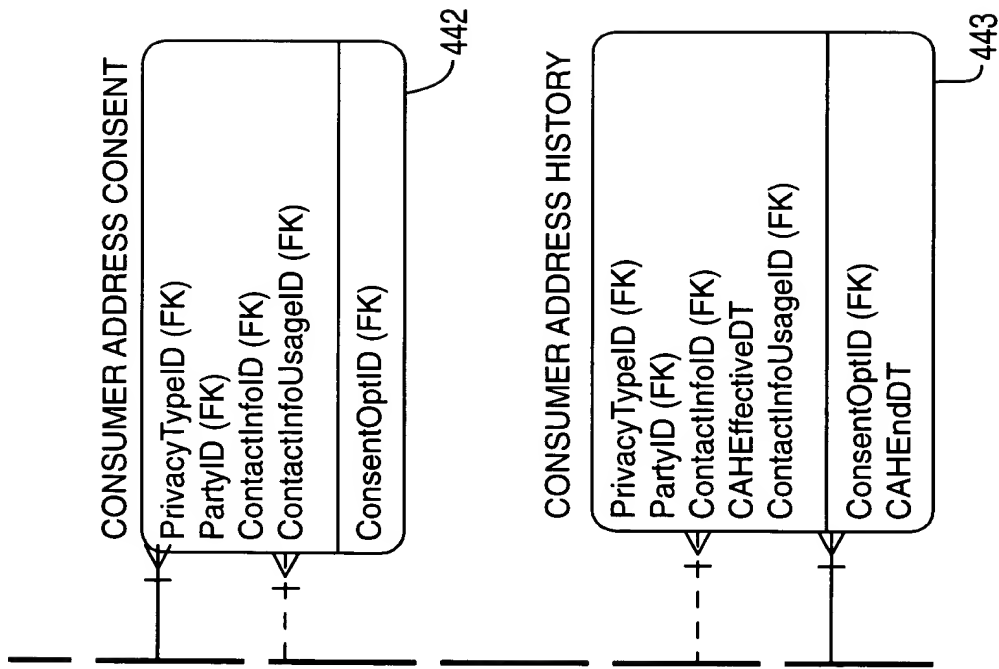 CONSUMER ADDRESS CONSENT
PrivacyTypeID (FK)
PartyID (FK)
ContactInfoID (FK)
ContactInfoUsageID (FK)
ConsentOptID (FK)
442
CONSUMER ADDRESS HISTORY
PrivacyTypeID (FK)
PartyID (FK)
ContactInfoID (FK)
CAHEffectiveDT
ContactInfoUsageID (FK)
ConsentOptID (FK)
CAHEndDT
443